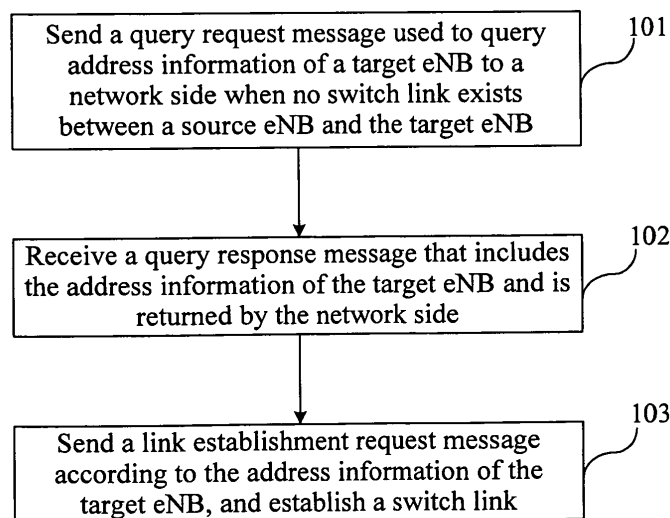 Send a query request message used to query
address information of a target eNB to a
network side when no switch link exists
between a source eNB and the target eNB
101
Receive a query response message that includes
the address information of the target eNB and is
returned by the network side
102
Send a link establishment request message
according to the address information of the
target eNB, and establish a switch link
103